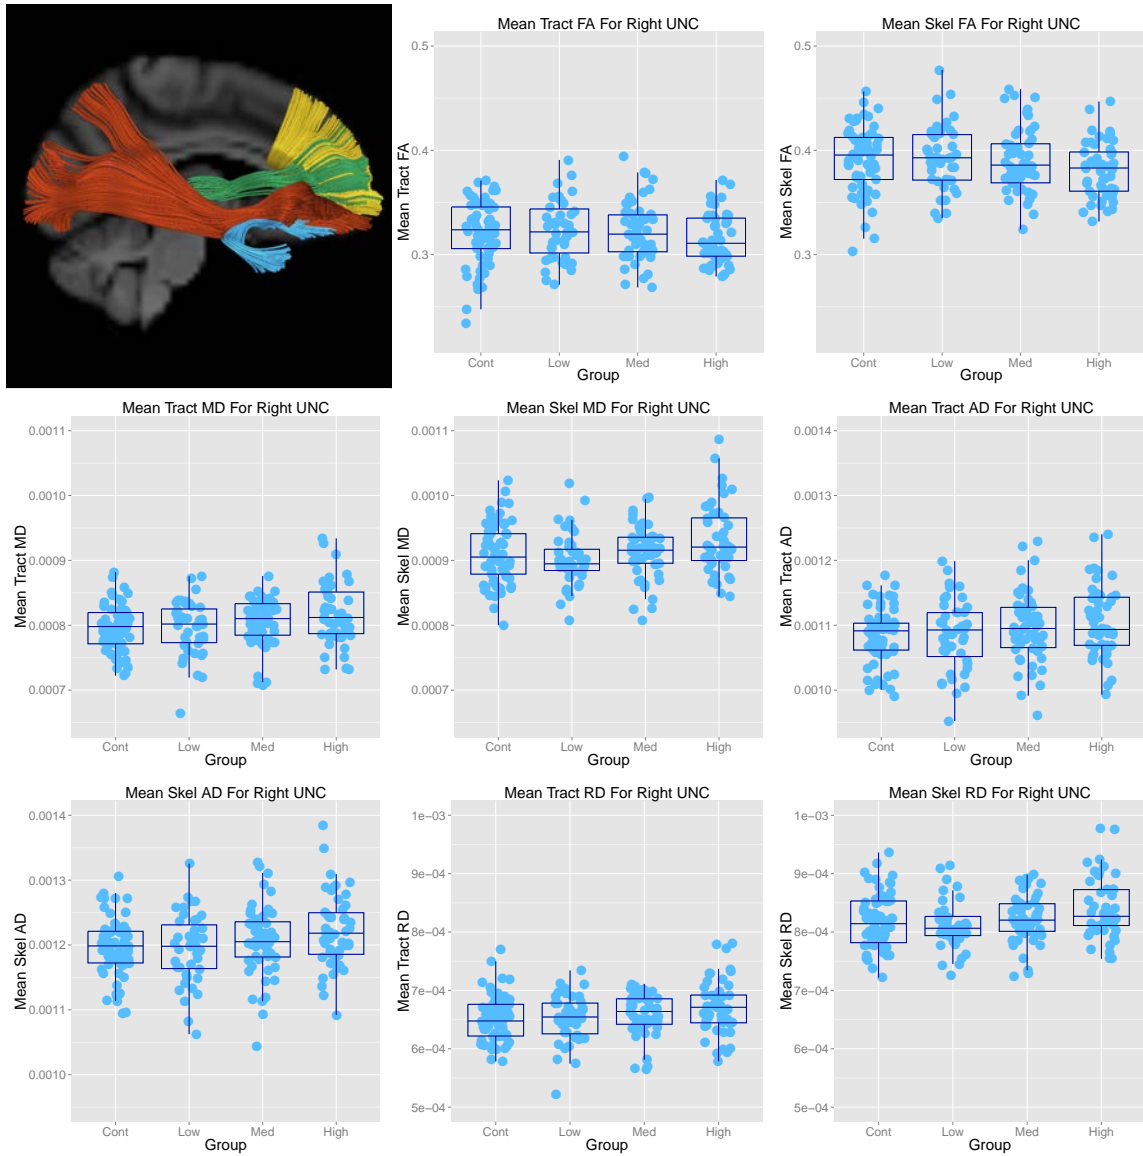 Mean Tract FA For Right UNC
0.5
0.4
0.3
Mean Tract FA
Cont Low Med High
Group
Mean Skel FA For Right UNC
0.5
0.4
0.3
Mean Skel FA
Cont Low Med High
Group
Mean Tract MD For Right UNC
0.0011
0.0010
0.0009
0.0008
0.0007
Mean Tract MD
Cont Low Med High
Group
Mean Skel MD For Right UNC
0.0011
0.0010
0.0009
0.0008
0.0007
Mean Skel MD
Cont Low Med High
Group
Mean Tract AD For Right UNC
0.0014
0.0013
0.0012
0.0011
0.0010
Mean Tract AD
Cont Low Med High
Group
Mean Skel AD For Right UNC
0.0014
0.0013
0.0012
0.0011
0.0010
Mean Skel AD
Cont Low Med High
Group
Mean Tract RD For Right UNC
1e−03
9e−04
8e−04
7e−04
6e−04
5e−04
Mean Tract RD
Cont Low Med High
Group
Mean Skel RD For Right UNC
1e−03
9e−04
8e−04
7e−04
6e−04
5e−04
Mean Skel RD
Cont Low Med High
Group